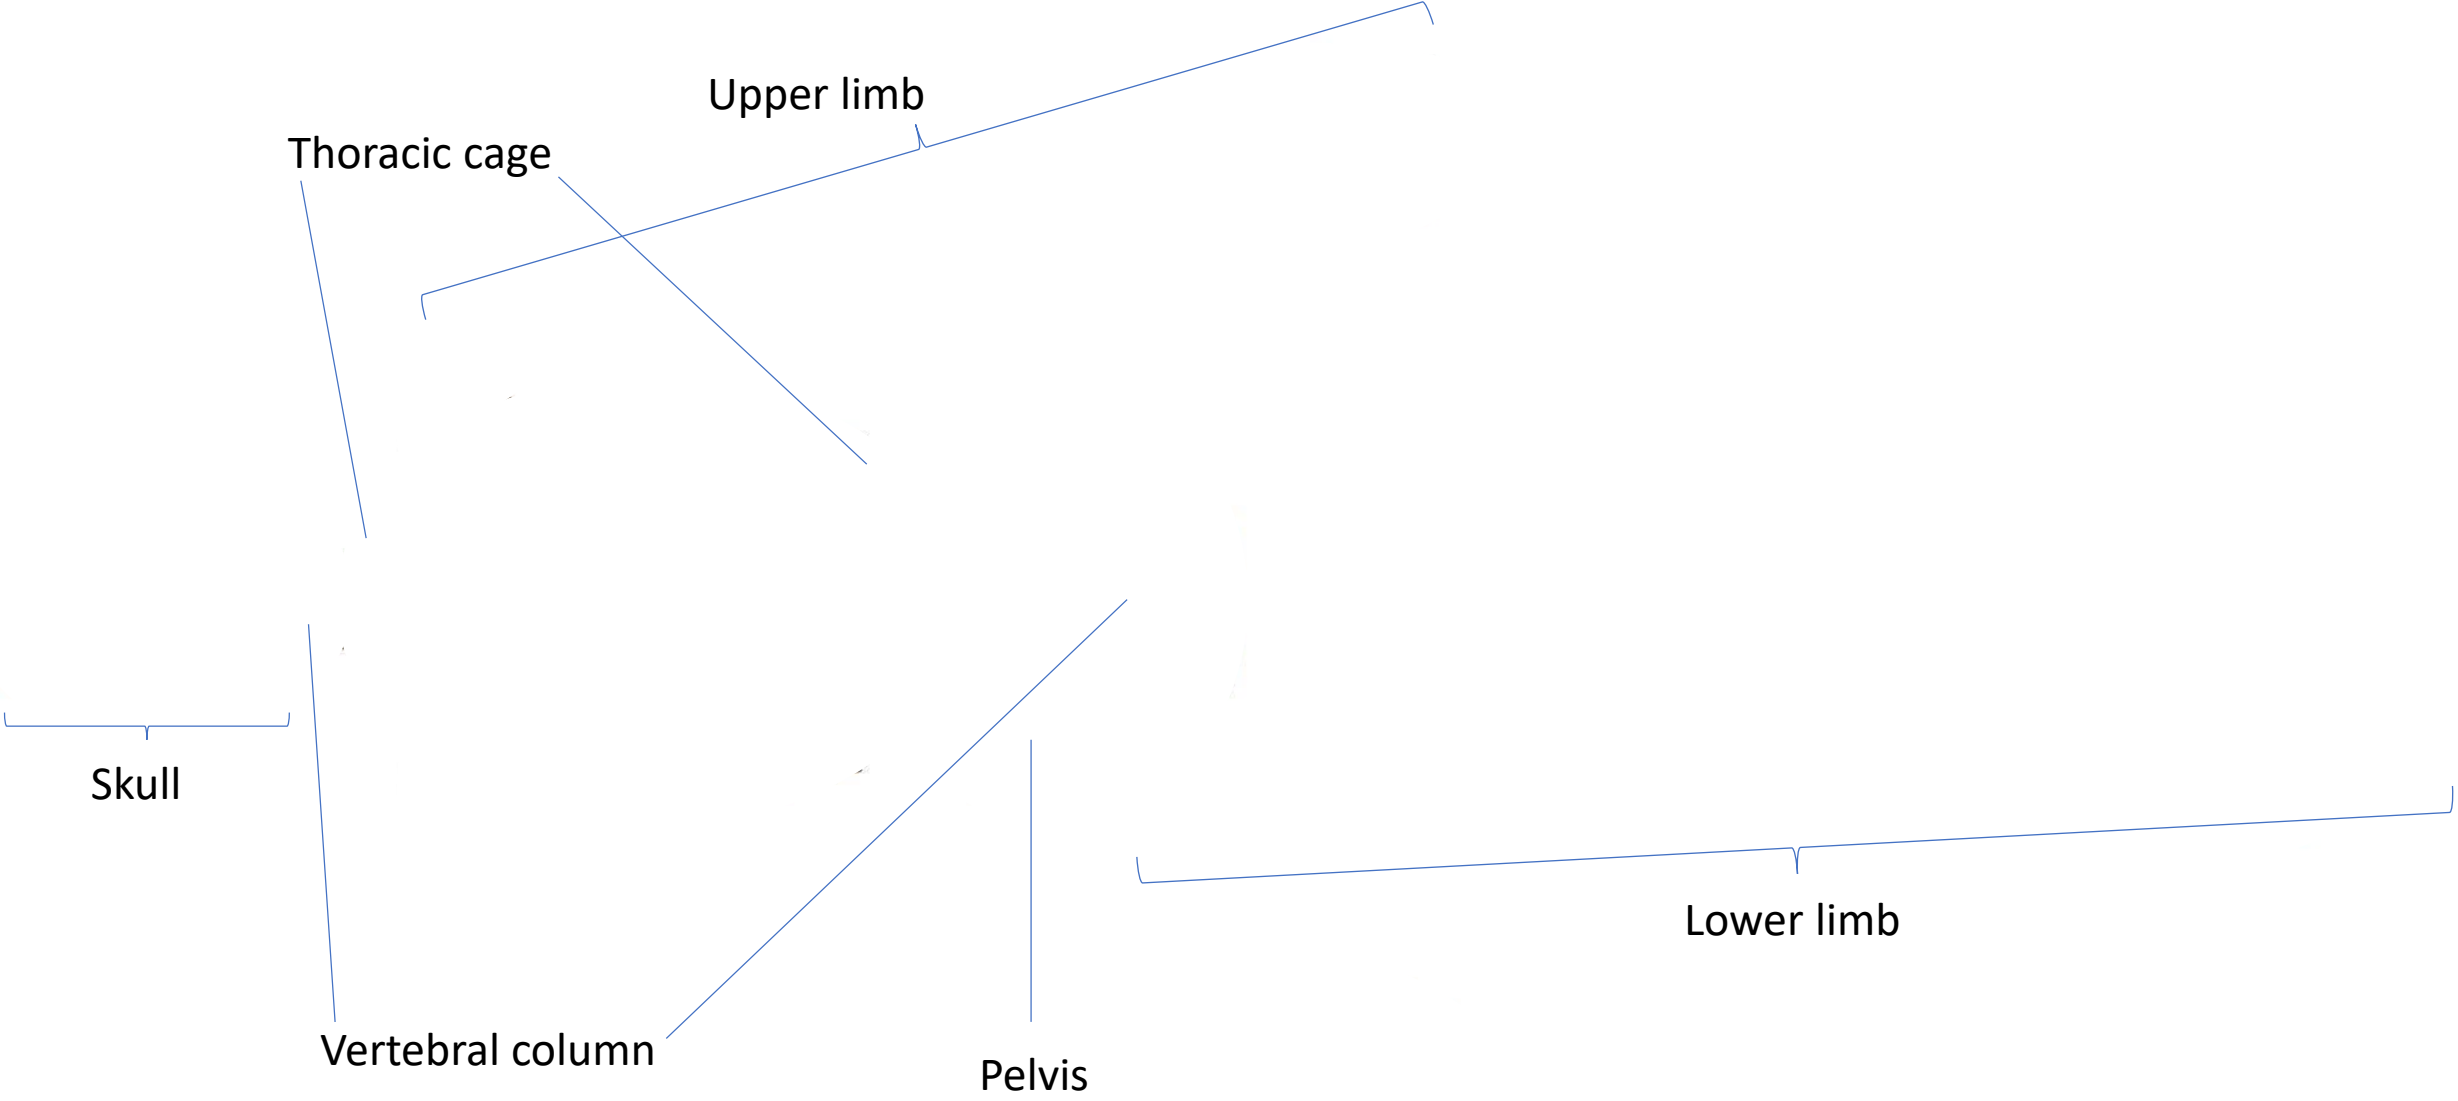 Upper limb
Thoracic cage
Skull
Lower limb
Vertebral column
Pelvis